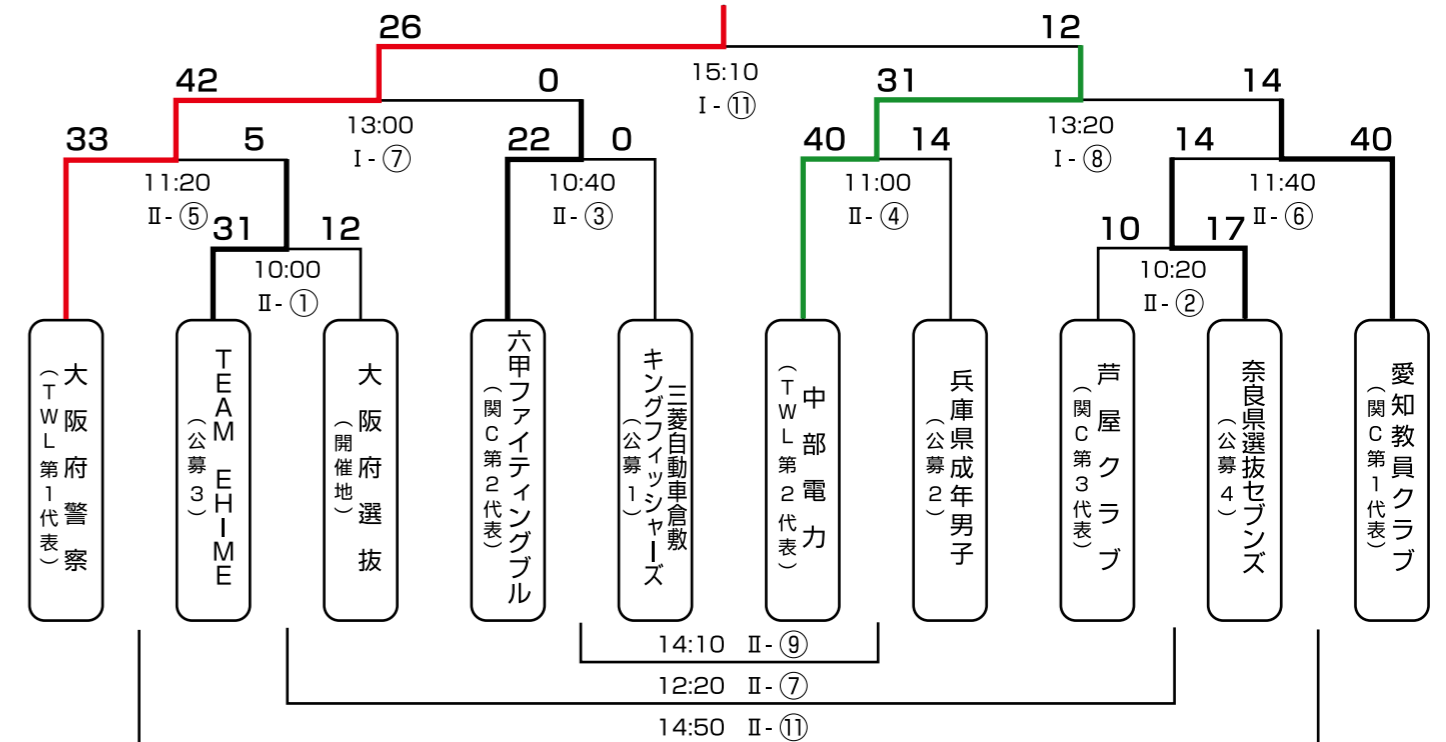 26 12
15:10
Ⅰ-⑪
42 0 31 14
13:00 13:20
Ⅰ-⑦ Ⅰ-⑧
33 5 22 0 40 14 14 40
11:20 10:40 11:00 11:40
Ⅱ-⑤ Ⅱ-③ Ⅱ-④ Ⅱ-⑥
31 12 10 17
10:00 10:20
Ⅱ-① Ⅱ-②
大阪府警察
（TWL第1代表）
TEAM EHIME
（公募3）
大阪府選抜
（開催地）
六甲ファイティングブル
（関C第2代表）
三菱自動車倉敷
キングフィッシャーズ
（公募1）
中部電力
（TWL第2代表）
兵庫県成年男子
（公募2）
芦屋クラブ
（関C第3代表）
奈良県選抜セブンズ
（公募4）
愛知教員クラブ
（関C第1代表）
14:10 Ⅱ-⑨
12:20 Ⅱ-⑦
14:50 Ⅱ-⑪